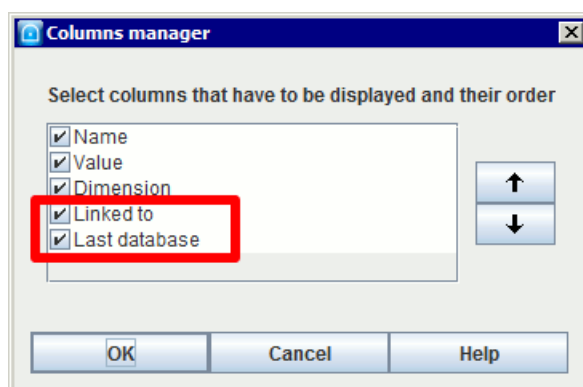 Columns manager
Select columns that have to be displayed and their order
Name
Value
Dimension
Linked to
Last database
OK
Cancel
Help